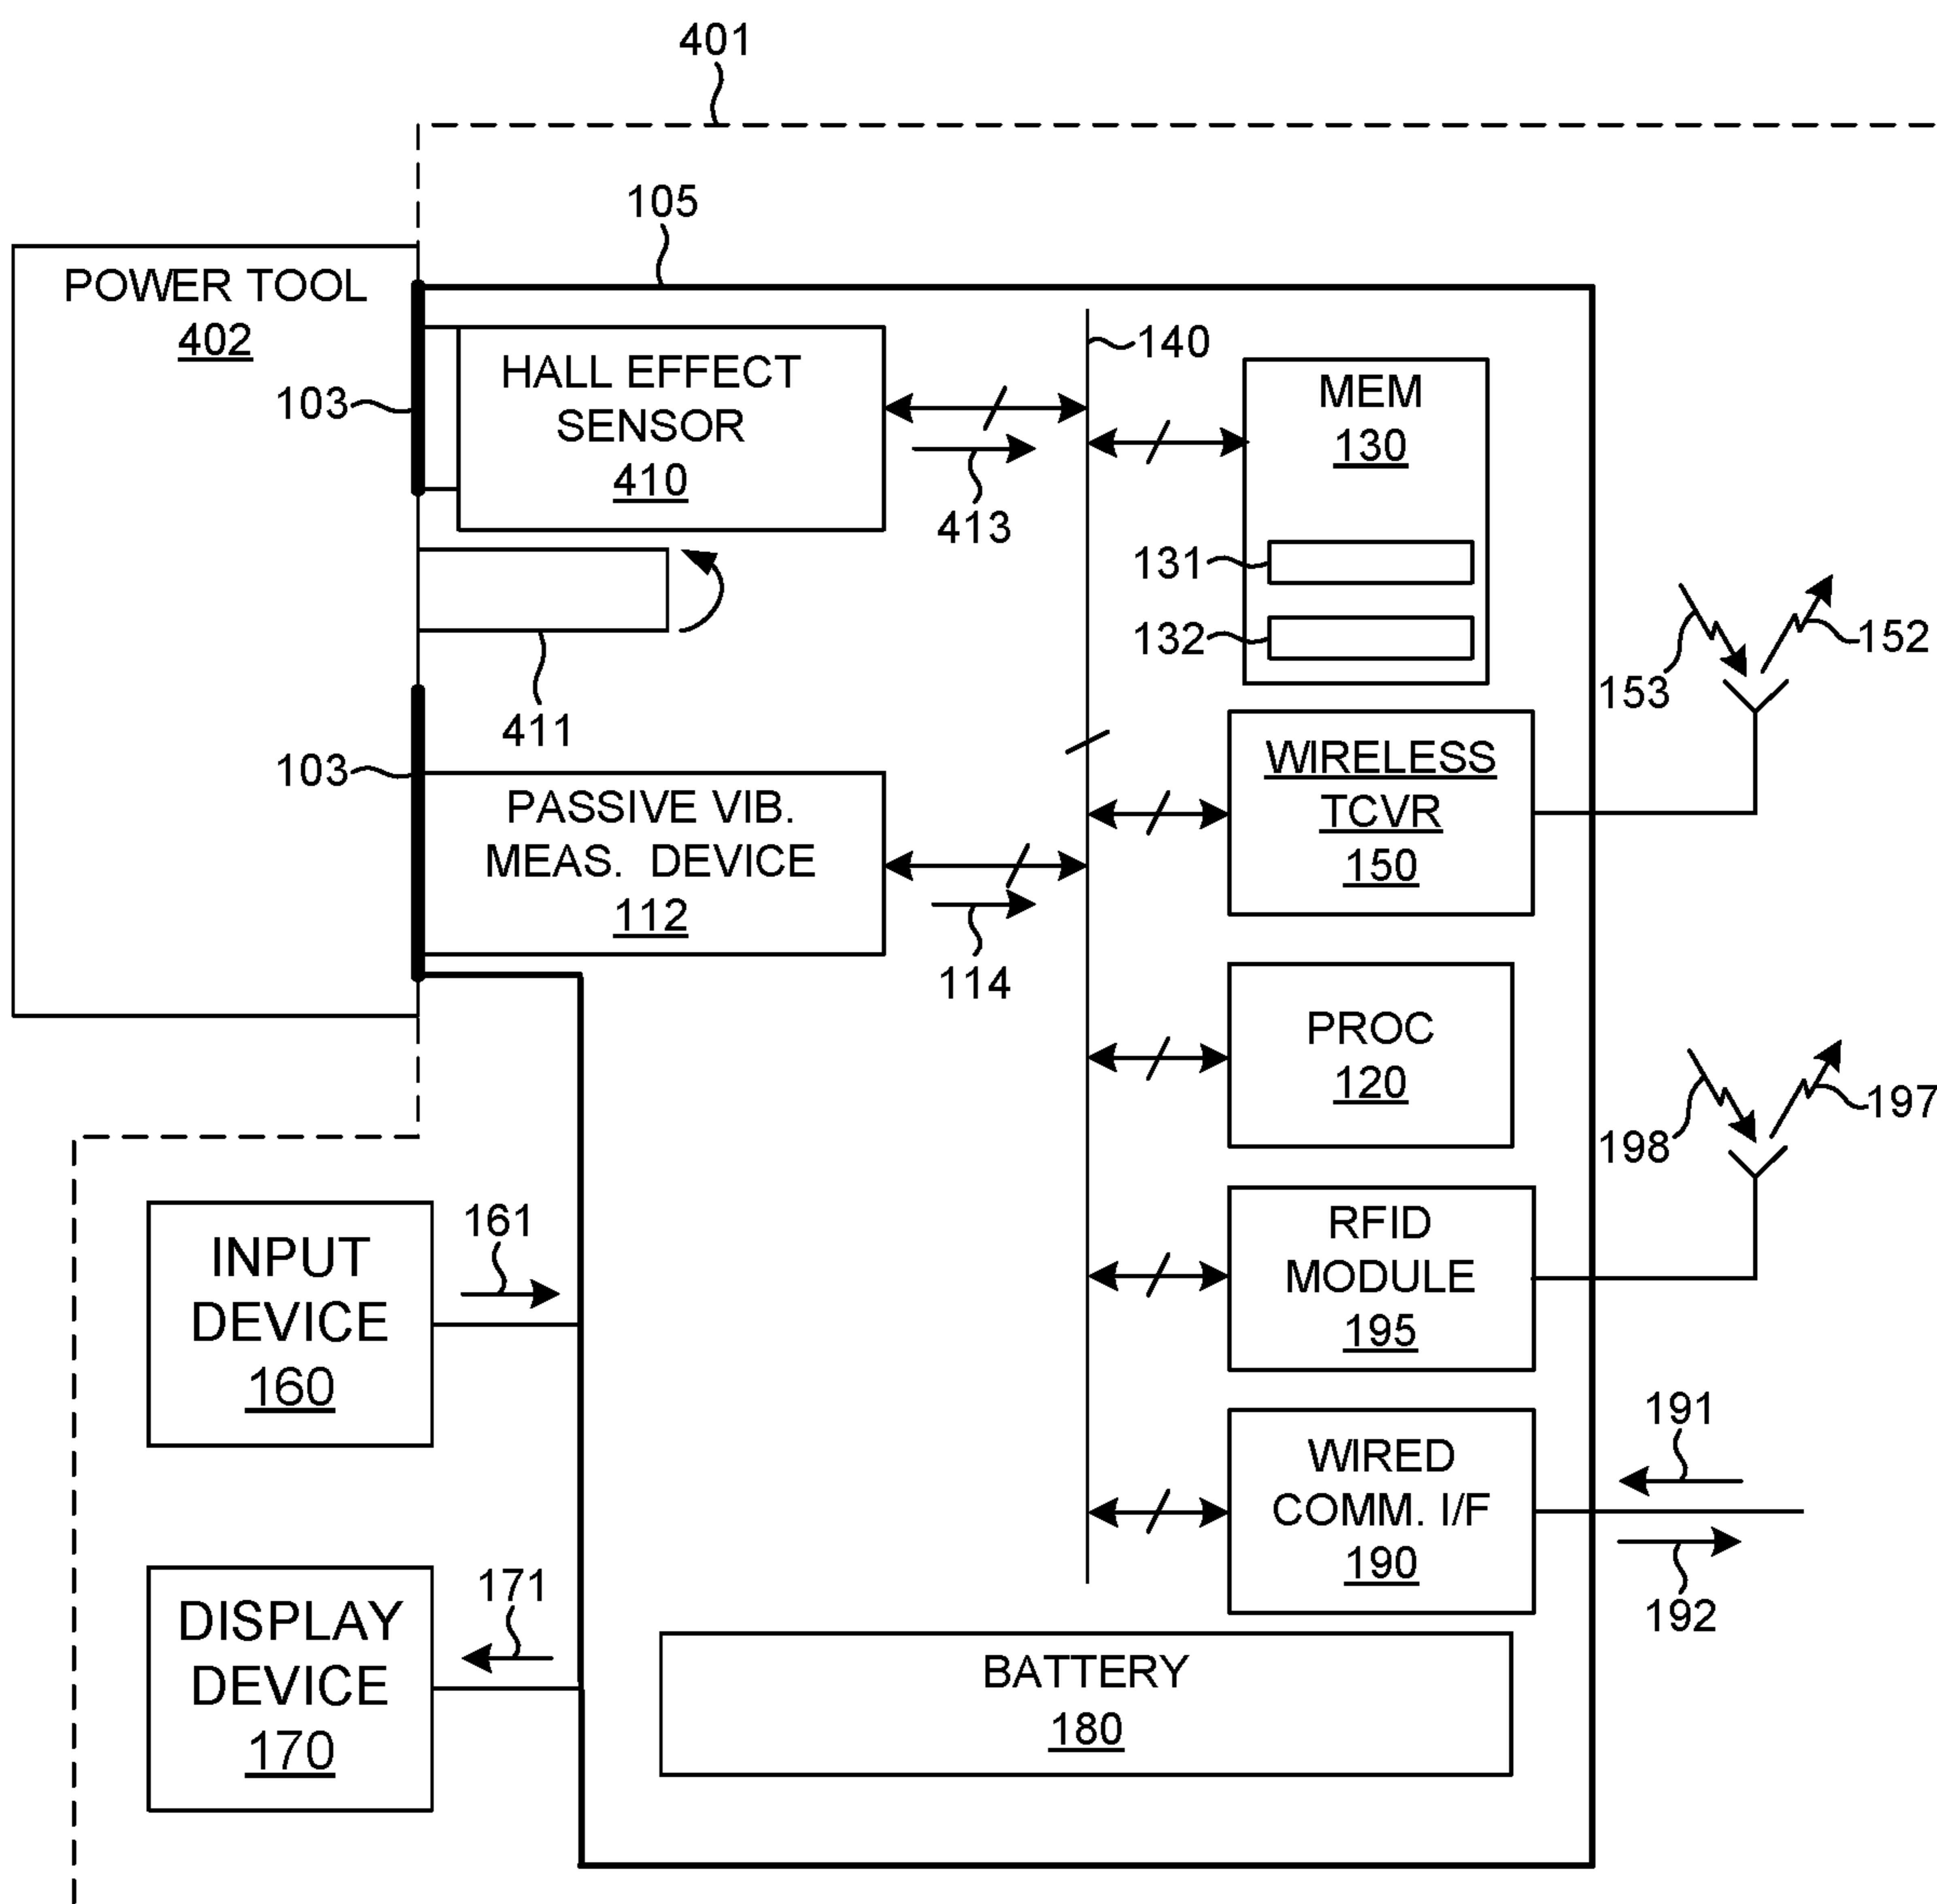 401
105
POWER TOOL
402
103
HALL EFFECT
SENSOR
410
413
140
MEM
130
131
132
411
153
152
103
PASSIVE VIB.
MEAS. DEVICE
112
114
WIRELESS
TCVR
150
PROC
120
198
197
RFID
MODULE
195
INPUT
DEVICE
160
161
WIRED
COMM. I/F
190
191
192
DISPLAY
DEVICE
170
171
BATTERY
180